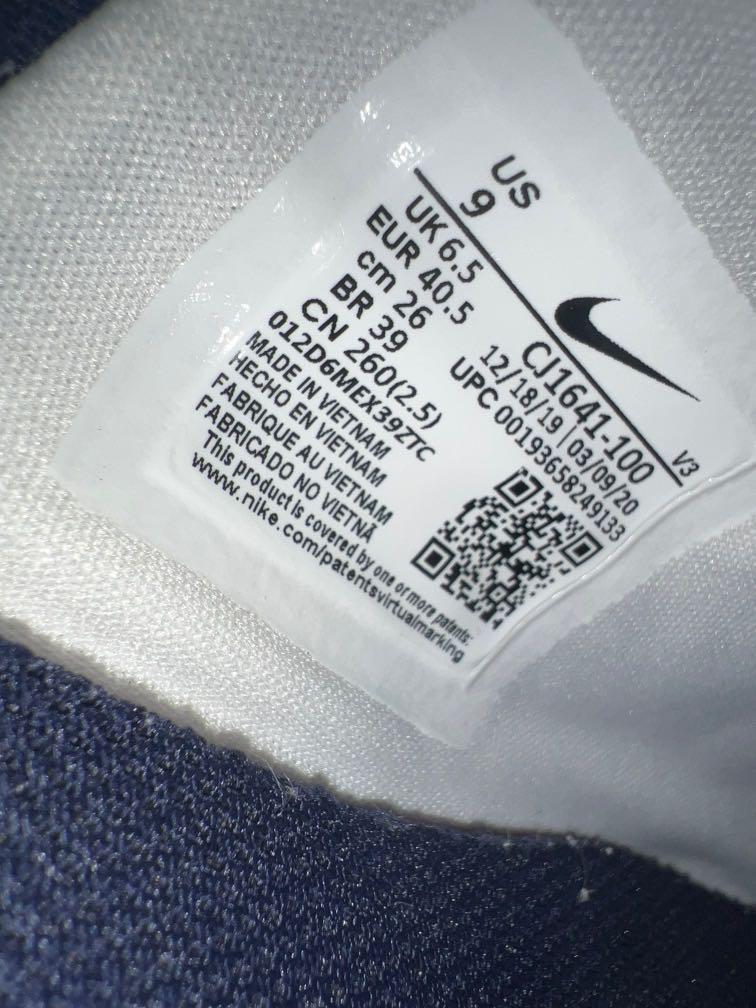 US
9
UK 6.5
EUR 40.5
cm 26
BR 39
CN 260(2.5)
012D6MEX39ZTC
MADE IN VIETNAM
HECHO EN VIETNAM
FABRIQUE AU VIETNAM
FABRICADO NO VIETNÃ
This product is covered by one or more patents:
www.nike.com/patentsvirtualmarking
CJ1641-100
V3
12/18/19 | 03/09/20
UPC 00193658249133